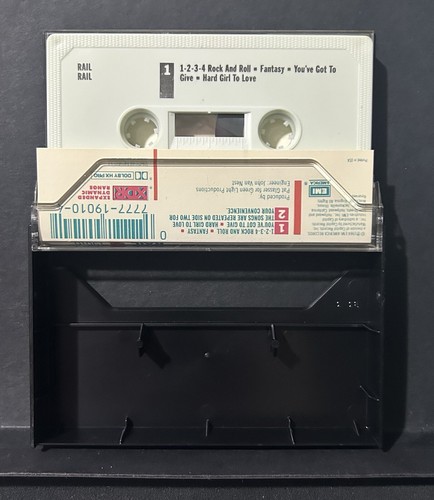 RAIL
RAIL
1
1-2-3-4 Rock And Roll • Fantasy • You've Got To
Give • Hard Girl To Love
DOLBY HX PRO
XDR
EXPANDED
DYNAMIC
RANGE
Produced by
Pat Glasser for Green Light Productions
Engineer: John Van Nest
EMI
AMERICA
1
2
1-2-3-4 ROCK AND ROLL • FANTASY •
YOU'VE GOT TO GIVE • HARD GIRL TO LOVE
THE SONGS ARE REPEATED ON SIDE TWO FOR
YOUR CONVENIENCE.
0 7777-19010-